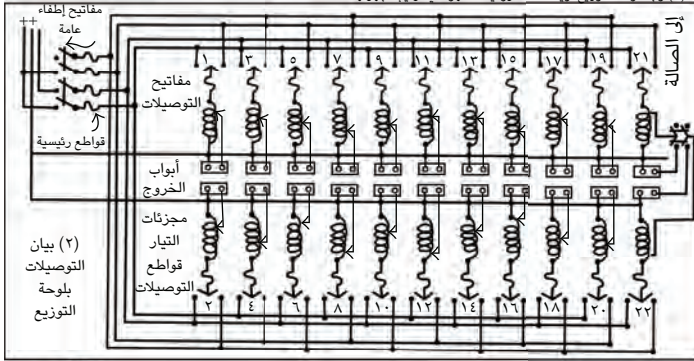 مفاتيح إطفاء
عامة
++
إلى الصالة
١ ٣ ٥ ٧ ٩ ١١ ١٣ ١٥ ١٧ ١٩ ٢١
مفاتيح
التوصيلات
قواطع رئيسية
أبواب
الخروج
مجزئات
التيار
قواطع
التوصيلات
(٢) بيان
التوصيلات
بلوحة
التوزيع
٢ ٤ ٦ ٨ ١٠ ١٢ ١٤ ١٦ ١٨ ٢٠ ٢٢